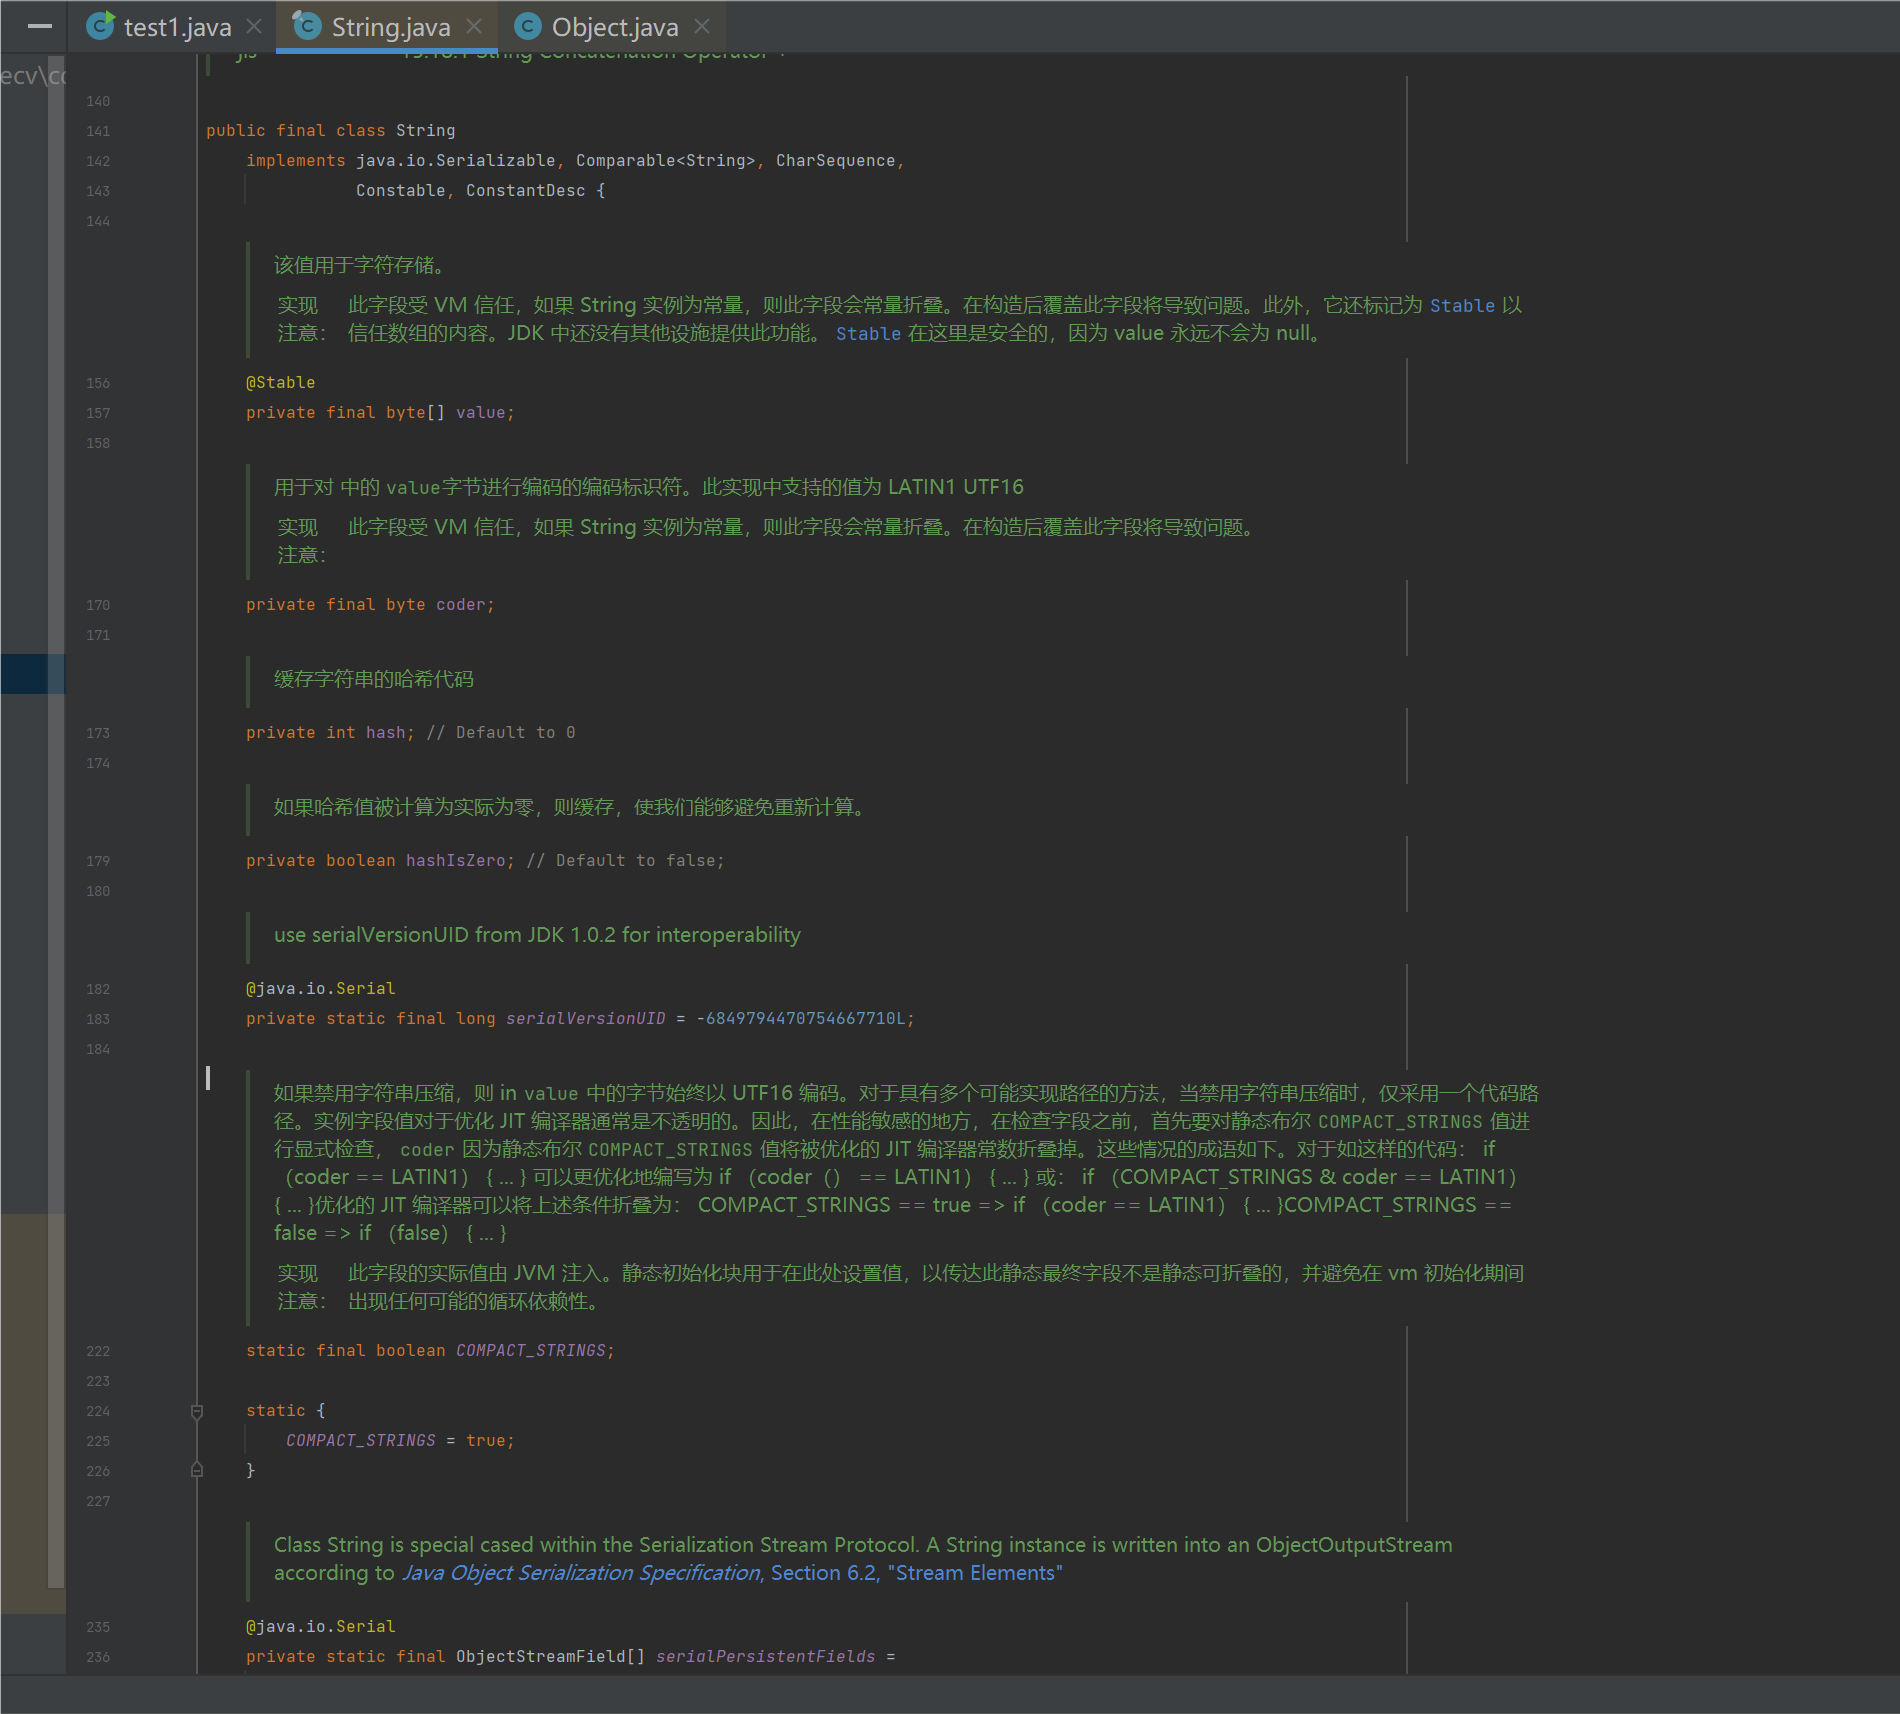 test1.java
String.java
Object.java
ecv\co
jls 15.18.1 String Concatenation Operator +
140
141 public final class String
142 implements java.io.Serializable, Comparable<String>, CharSequence,
143 Constable, ConstantDesc {
144
该值用于字符存储。
实现 此字段受 VM 信任，如果 String 实例为常量，则此字段会常量折叠。在构造后覆盖此字段将导致问题。此外，它还标记为 Stable 以
注意： 信任数组的内容。JDK 中还没有其他设施提供此功能。 Stable 在这里是安全的，因为 value 永远不会为 null。
156 @Stable
157 private final byte[] value;
158
用于对 中的 value字节进行编码的编码标识符。此实现中支持的值为 LATIN1 UTF16
实现 此字段受 VM 信任，如果 String 实例为常量，则此字段会常量折叠。在构造后覆盖此字段将导致问题。
注意：
170 private final byte coder;
171
缓存字符串的哈希代码
173 private int hash; // Default to 0
174
如果哈希值被计算为实际为零，则缓存，使我们能够避免重新计算。
179 private boolean hashIsZero; // Default to false;
180
use serialVersionUID from JDK 1.0.2 for interoperability
182 @java.io.Serial
183 private static final long serialVersionUID = -6849794470754667710L;
184
如果禁用字符串压缩，则 in value 中的字节始终以 UTF16 编码。对于具有多个可能实现路径的方法，当禁用字符串压缩时，仅采用一个代码路
径。实例字段值对于优化 JIT 编译器通常是不透明的。因此，在性能敏感的地方，在检查字段之前，首先要对静态布尔 COMPACT_STRINGS 值进
行显式检查， coder 因为静态布尔 COMPACT_STRINGS 值将被优化的 JIT 编译器常数折叠掉。这些情况的成语如下。对于如这样的代码： if
（coder == LATIN1） { ... } 可以更优化地编写为 if （coder（） == LATIN1） { ... } 或： if （COMPACT_STRINGS & coder == LATIN1）
{ ... }优化的 JIT 编译器可以将上述条件折叠为： COMPACT_STRINGS == true => if （coder == LATIN1） { ... }COMPACT_STRINGS ==
false => if （false） { ... }
实现 此字段的实际值由 JVM 注入。静态初始化块用于在此处设置值，以传达此静态最终字段不是静态可折叠的，并避免在 vm 初始化期间
注意： 出现任何可能的循环依赖性。
222 static final boolean COMPACT_STRINGS;
223
224 static {
225 COMPACT_STRINGS = true;
226 }
227
Class String is special cased within the Serialization Stream Protocol. A String instance is written into an ObjectOutputStream
according to Java Object Serialization Specification, Section 6.2, "Stream Elements"
235 @java.io.Serial
236 private static final ObjectStreamField[] serialPersistentFields =